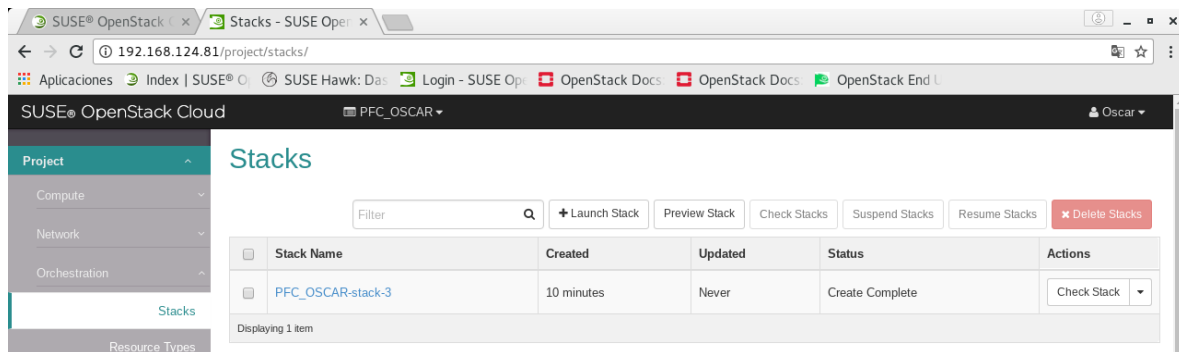 SUSE® OpenStack C
Stacks - SUSE Open
192.168.124.81/project/stacks/
Aplicaciones Index | SUSE® O SUSE Hawk: Das Login - SUSE Ope OpenStack Docs OpenStack Docs OpenStack End U
SUSE® OpenStack Cloud PFC_OSCAR Oscar
Project
Stacks
Compute
Filter + Launch Stack Preview Stack Check Stacks Suspend Stacks Resume Stacks × Delete Stacks
Network
Stack Name Created Updated Status Actions
Orchestration
PFC_OSCAR-stack-3 10 minutes Never Create Complete Check Stack
Stacks
Displaying 1 item
Resource Types